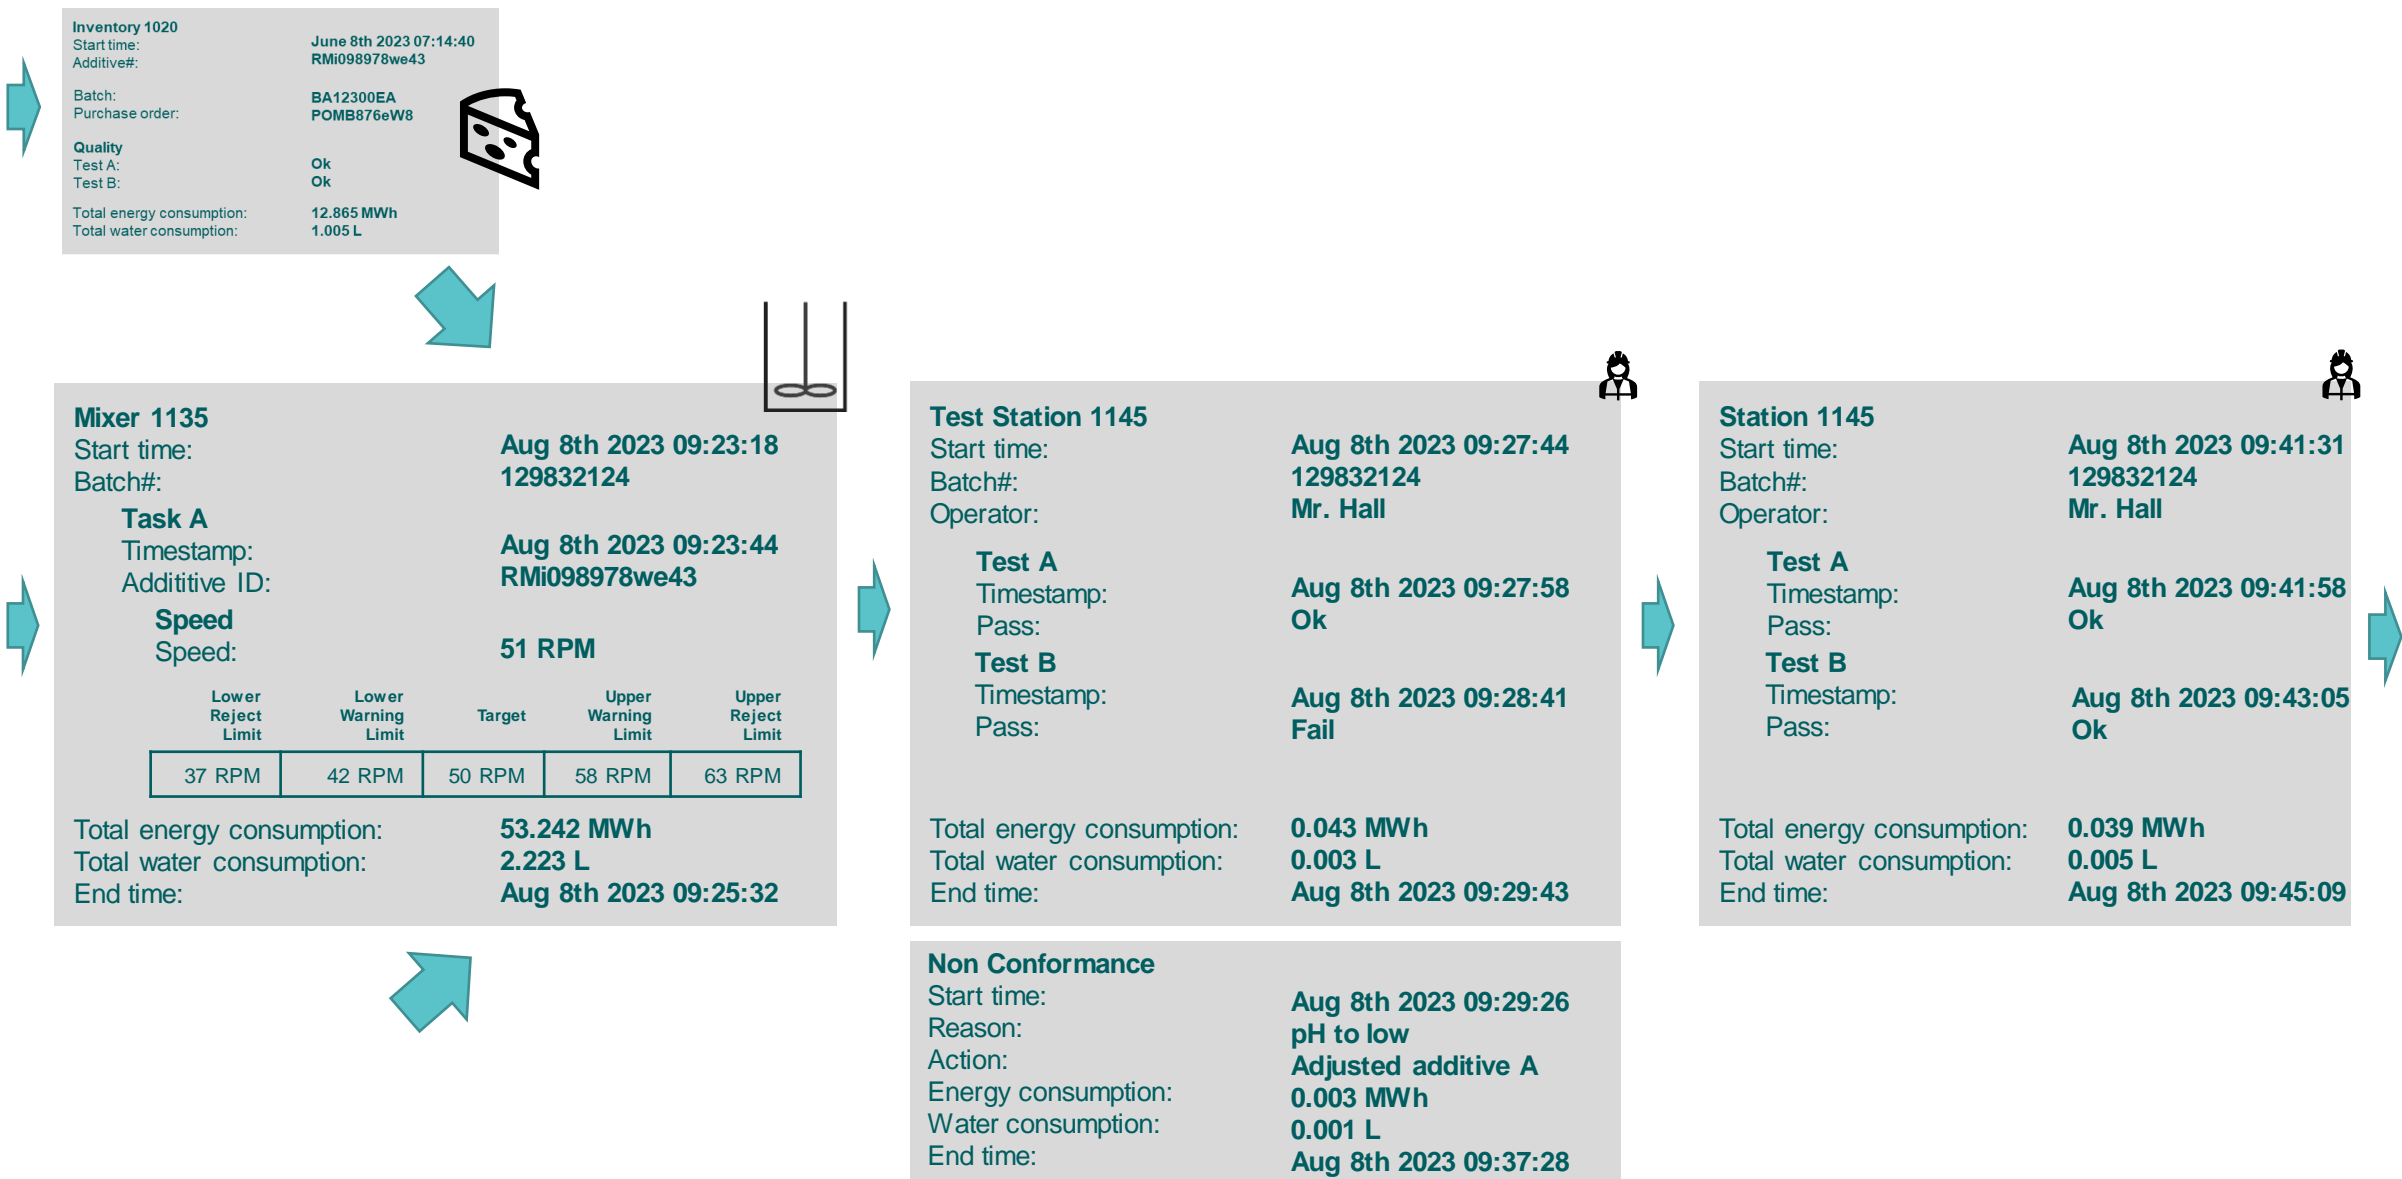 Inventory 1020
Start time: June 8th 2023 07:14:40
Additive#: RMi098978we43
Batch: BA12300EA
Purchase order: POMB876eW8
Quality
Test A: Ok
Test B: Ok
Total energy consumption: 12.865 MWh
Total water consumption: 1.005 L
Mixer 1135
Start time: Aug 8th 2023 09:23:18
Batch#: 129832124
Task A
Timestamp: Aug 8th 2023 09:23:44
Addititive ID: RMi098978we43
Speed
Speed: 51 RPM
Lower Reject Limit
Lower Warning Limit
Target
Upper Warning Limit
Upper Reject Limit
37 RPM 42 RPM 50 RPM 58 RPM 63 RPM
Total energy consumption: 53.242 MWh
Total water consumption: 2.223 L
End time: Aug 8th 2023 09:25:32
Test Station 1145
Start time: Aug 8th 2023 09:27:44
Batch#: 129832124
Operator: Mr. Hall
Test A
Timestamp: Aug 8th 2023 09:27:58
Pass: Ok
Test B
Timestamp: Aug 8th 2023 09:28:41
Pass: Fail
Total energy consumption: 0.043 MWh
Total water consumption: 0.003 L
End time: Aug 8th 2023 09:29:43
Non Conformance
Start time: Aug 8th 2023 09:29:26
Reason: pH to low
Action: Adjusted additive A
Energy consumption: 0.003 MWh
Water consumption: 0.001 L
End time: Aug 8th 2023 09:37:28
Station 1145
Start time: Aug 8th 2023 09:41:31
Batch#: 129832124
Operator: Mr. Hall
Test A
Timestamp: Aug 8th 2023 09:41:58
Pass: Ok
Test B
Timestamp: Aug 8th 2023 09:43:05
Pass: Ok
Total energy consumption: 0.039 MWh
Total water consumption: 0.005 L
End time: Aug 8th 2023 09:45:09